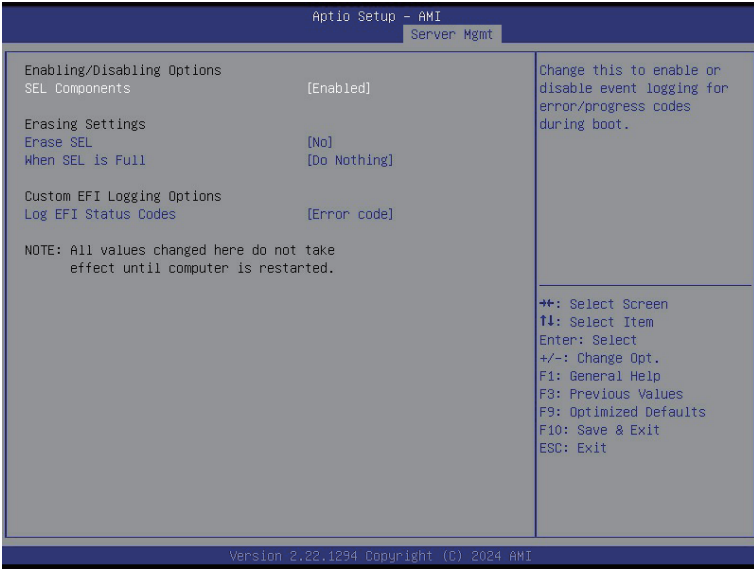 Aptio Setup – AMI
Server Mgmt
Enabling/Disabling Options
SEL Components [Enabled]
Erasing Settings
Erase SEL [No]
When SEL is Full [Do Nothing]
Custom EFI Logging Options
Log EFI Status Codes [Error code]
NOTE: All values changed here do not take
effect until computer is restarted.
Change this to enable or
disable event logging for
error/progress codes
during boot.
→←: Select Screen
↑↓: Select Item
Enter: Select
+/-: Change Opt.
F1: General Help
F3: Previous Values
F9: Optimized Defaults
F10: Save & Exit
ESC: Exit
Version 2.22.1294 Copyright (C) 2024 AMI